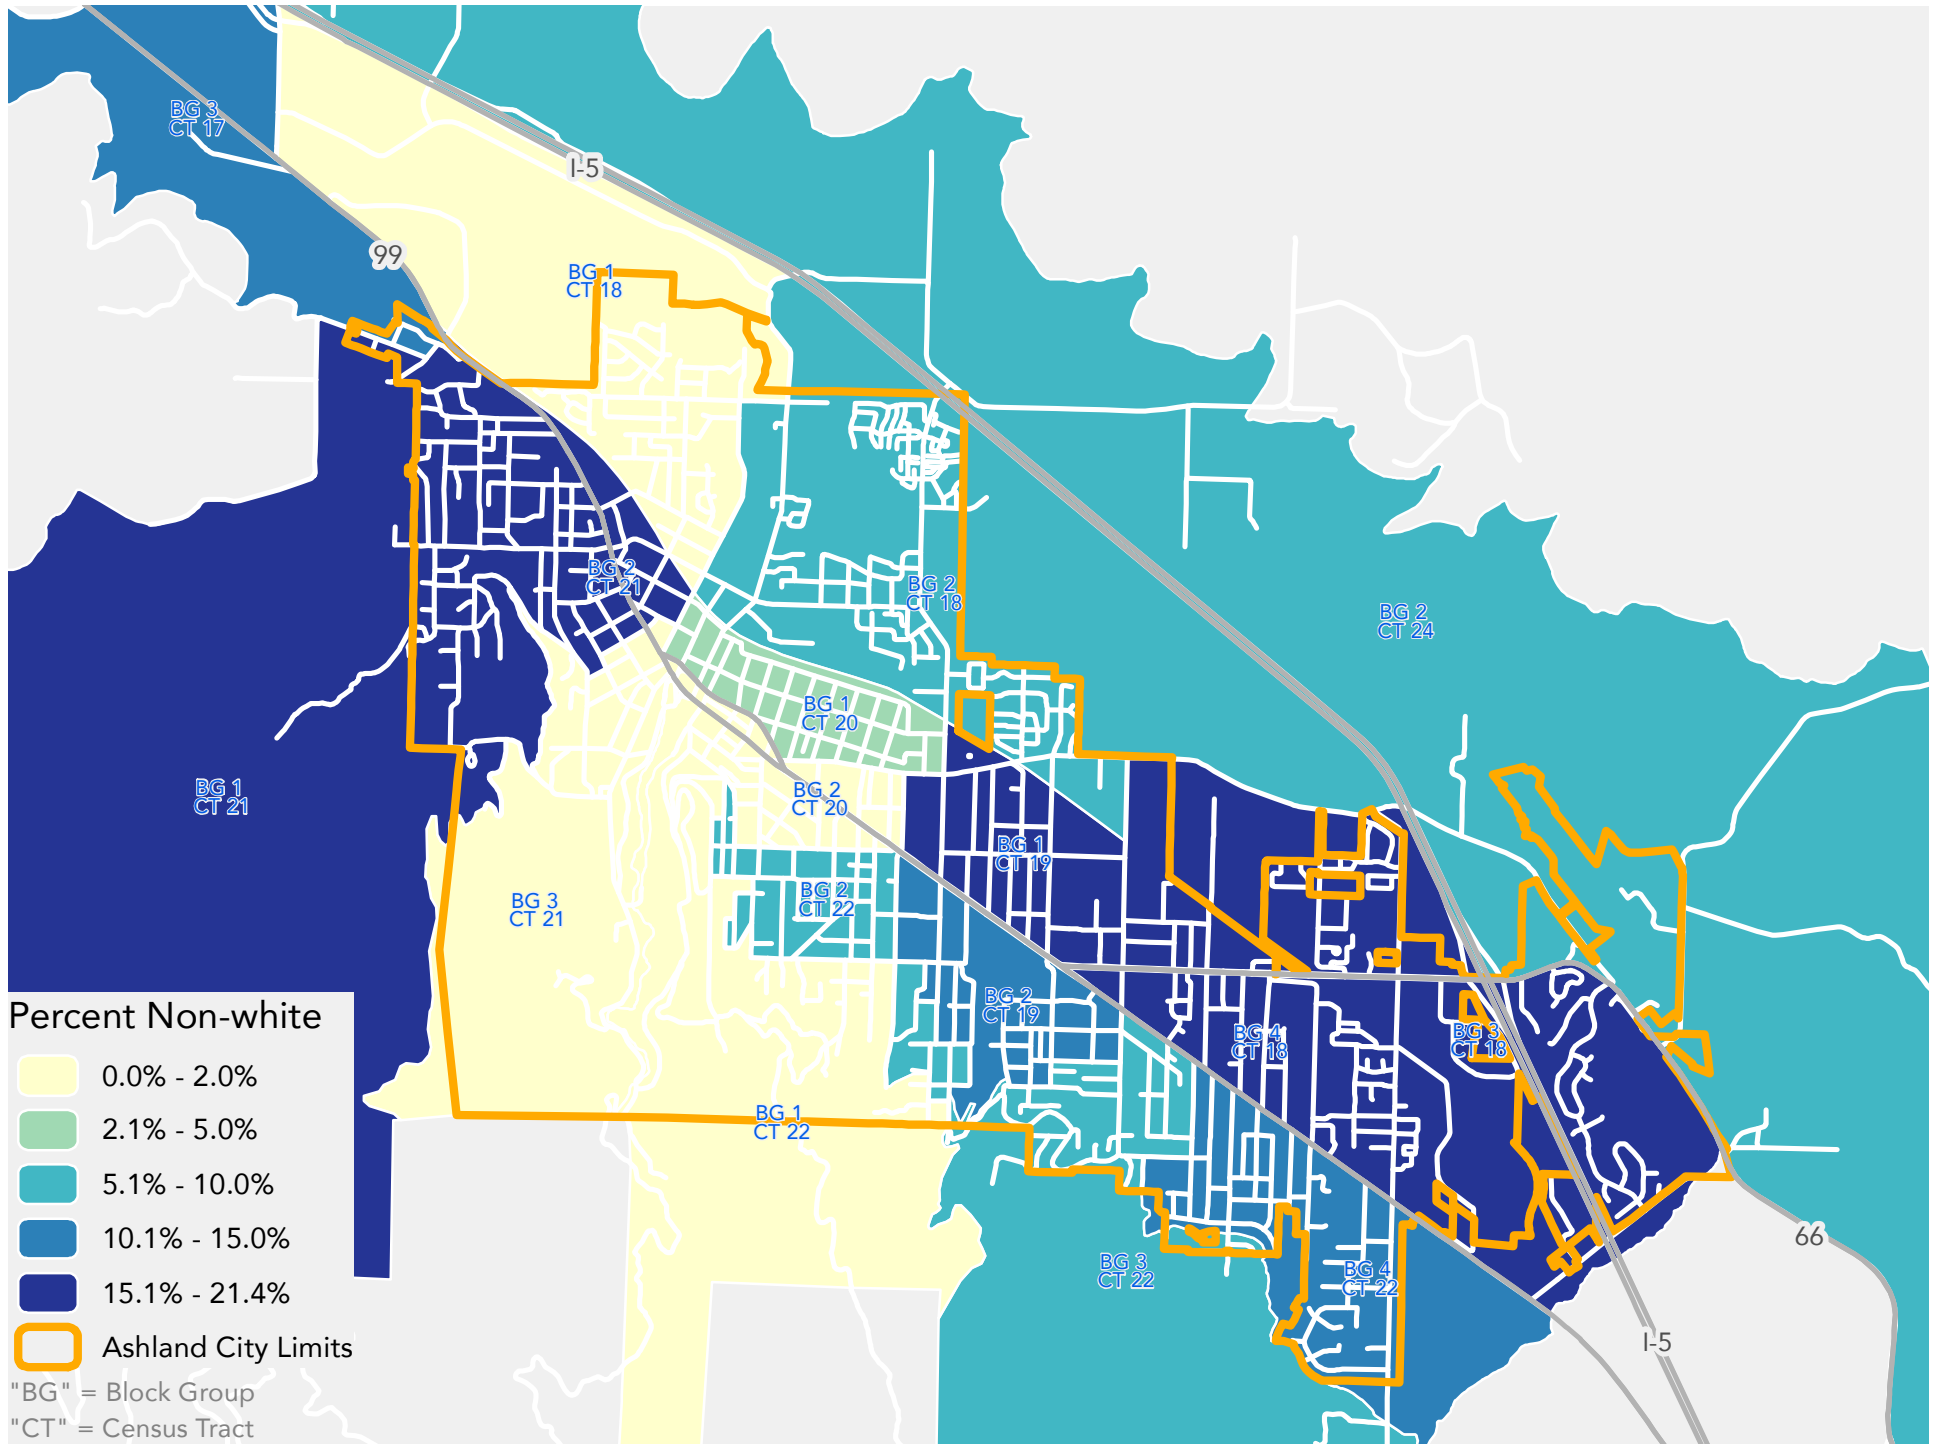 BG 3
CT 17
I-5
99
BG 1
CT 18
BG 2
CT 21
BG 2
CT 18
BG 2
CT 24
BG 1
CT 20
BG 1
CT 21
BG 2
CT 20
BG 1
CT 19
BG 3
CT 21
BG 2
CT 22
BG 2
CT 19
BG 4
CT 18
BG 3
CT 18
BG 1
CT 22
BG 3
CT 22
BG 4
CT 22
66
I-5
Percent Non-white
0.0% - 2.0%
2.1% - 5.0%
5.1% - 10.0%
10.1% - 15.0%
15.1% - 21.4%
Ashland City Limits
"BG" = Block Group
"CT" = Census Tract